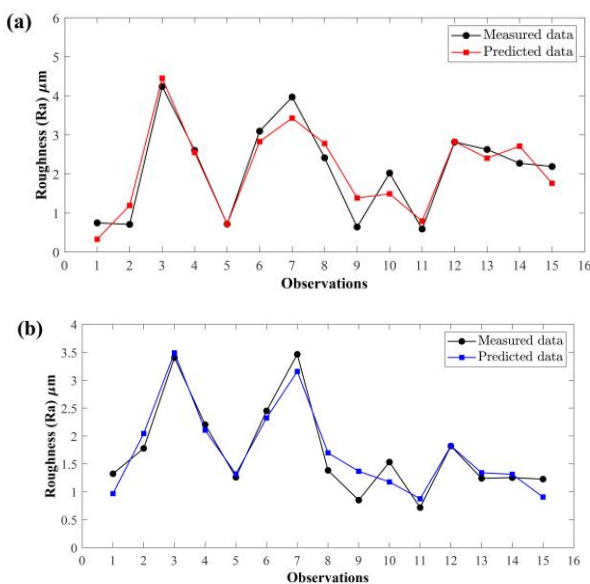 (a)
Roughness (Ra) μm
6
5
4
3
2
1
0
Measured data
Predicted data
0 1 2 3 4 5 6 7 8 9 10 11 12 13 14 15 16
Observations
(b)
Roughness (Ra) μm
4
3.5
3
2.5
2
1.5
1
0.5
0
Measured data
Predicted data
0 1 2 3 4 5 6 7 8 9 10 11 12 13 14 15 16
Observations